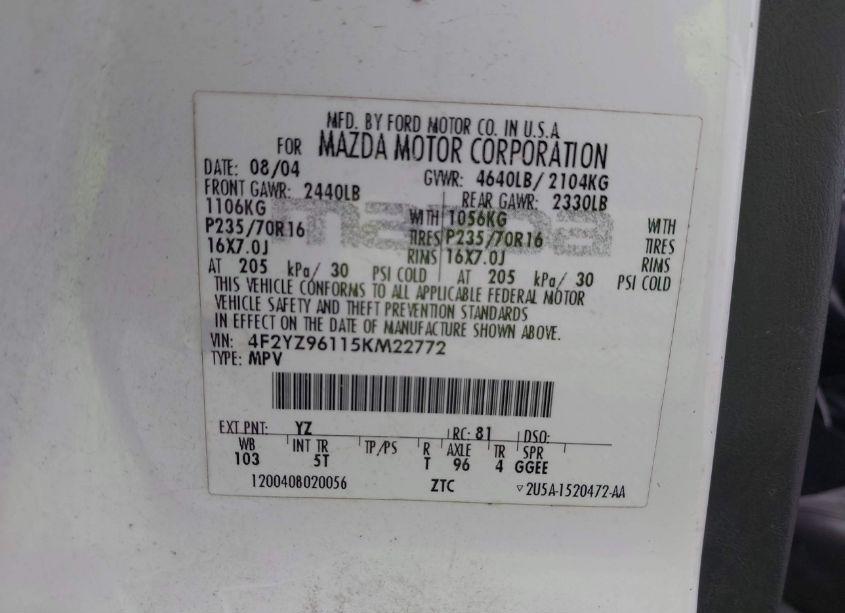 MFD. BY FORD MOTOR CO. IN U.S.A
FOR MAZDA MOTOR CORPORATION
DATE: 08/04 GVWR: 4640LB/ 2104KG
FRONT GAWR: 2440LB REAR GAWR: 2330LB
1106KG WITH 1056KG WITH
P235/70R16 TIRES P235/70R16 TIRES
16X7.0J RIMS 16X7.0J RIMS
AT 205 kPa/ 30 PSI COLD AT 205 kPa/ 30 PSI COLD
THIS VEHICLE CONFORMS TO ALL APPLICABLE FEDERAL MOTOR
VEHICLE SAFETY AND THEFT PREVENTION STANDARDS
IN EFFECT ON THE DATE OF MANUFACTURE SHOWN ABOVE.
VIN: 4F2YZ96115KM22772
TYPE: MPV
EXT PNT: YZ RC: 81 DSO:
WB INT TR TP/PS R AXLE TR SPR
103 5T T 96 4 GGEE
120040B020056 ZTC ▽2U5A-1520472-AA
mazda